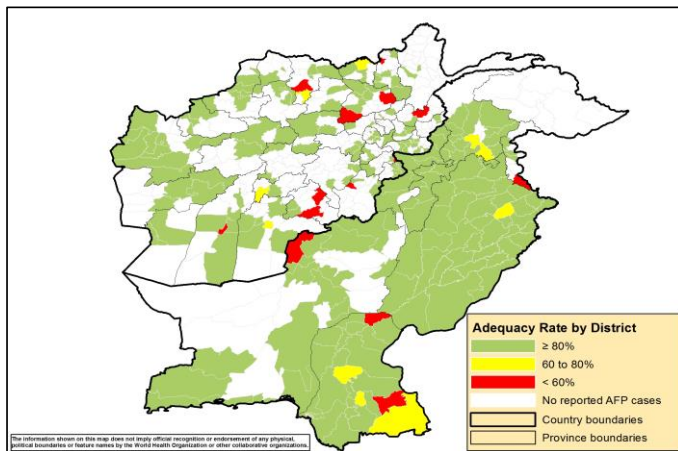 Adequacy Rate by District
≥ 80%
60 to 80%
< 60%
No reported AFP cases
Country boundaries
Province boundaries
The information shown on this map does not imply official recognition or endorsement of any physical,
political boundaries or feature names by the World Health Organization or other collaborative organizations.